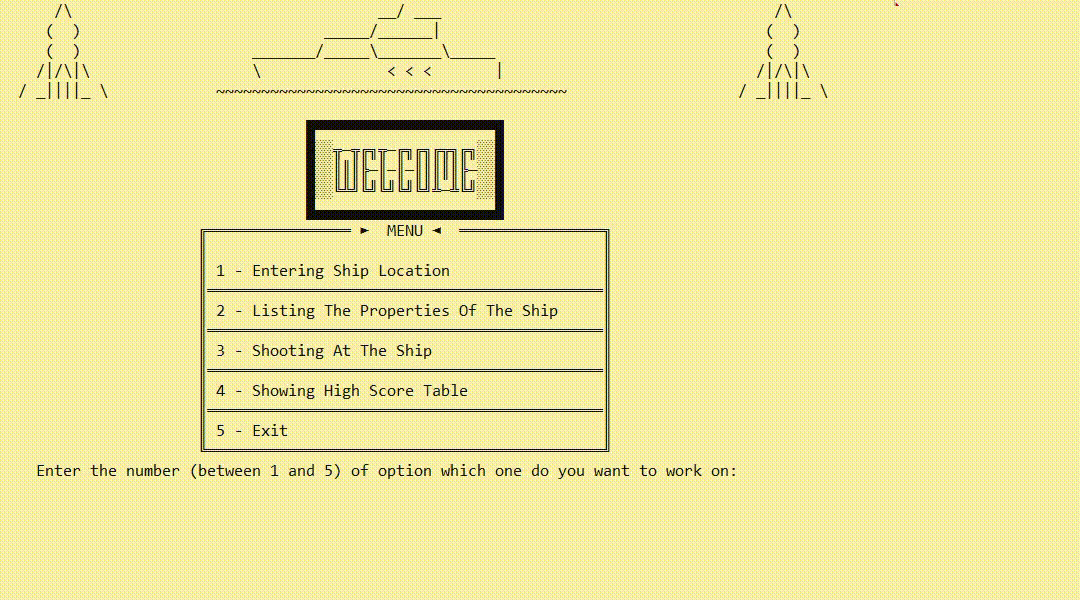 WELCOME
► MENU ◄
1 - Entering Ship Location
2 - Listing The Properties Of The Ship
3 - Shooting At The Ship
4 - Showing High Score Table
5 - Exit
Enter the number (between 1 and 5) of option which one do you want to work on: